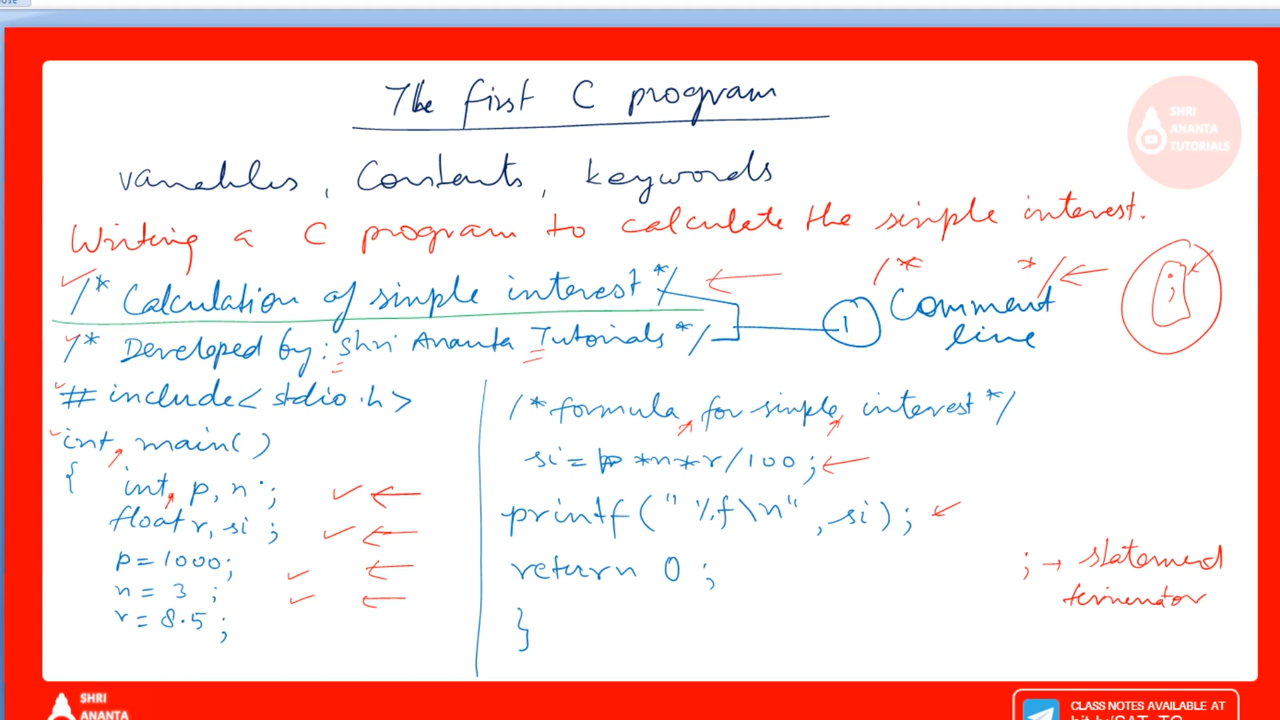 ose
The first C program
SHRI
ANANTA
TUTORIALS
variables, Constants, keywords
Writing a C program to calculate the simple interest.
/* Calculation of simple interest */
/* */
;
/* Developed by: Shri Ananta Tutorials */
1 Comment
line
# include< stdio.h>
int main()
{
int p, n ;
float r, si ;
p = 1000;
n = 3 ;
r = 8.5 ;
/* formula for simple interest */
si = p *n*r/100 ;
printf(" %f\n" , si) ;
return 0 ;
}
; → statement
terminator
SHRI
ANANTA
CLASS NOTES AVAILABLE AT